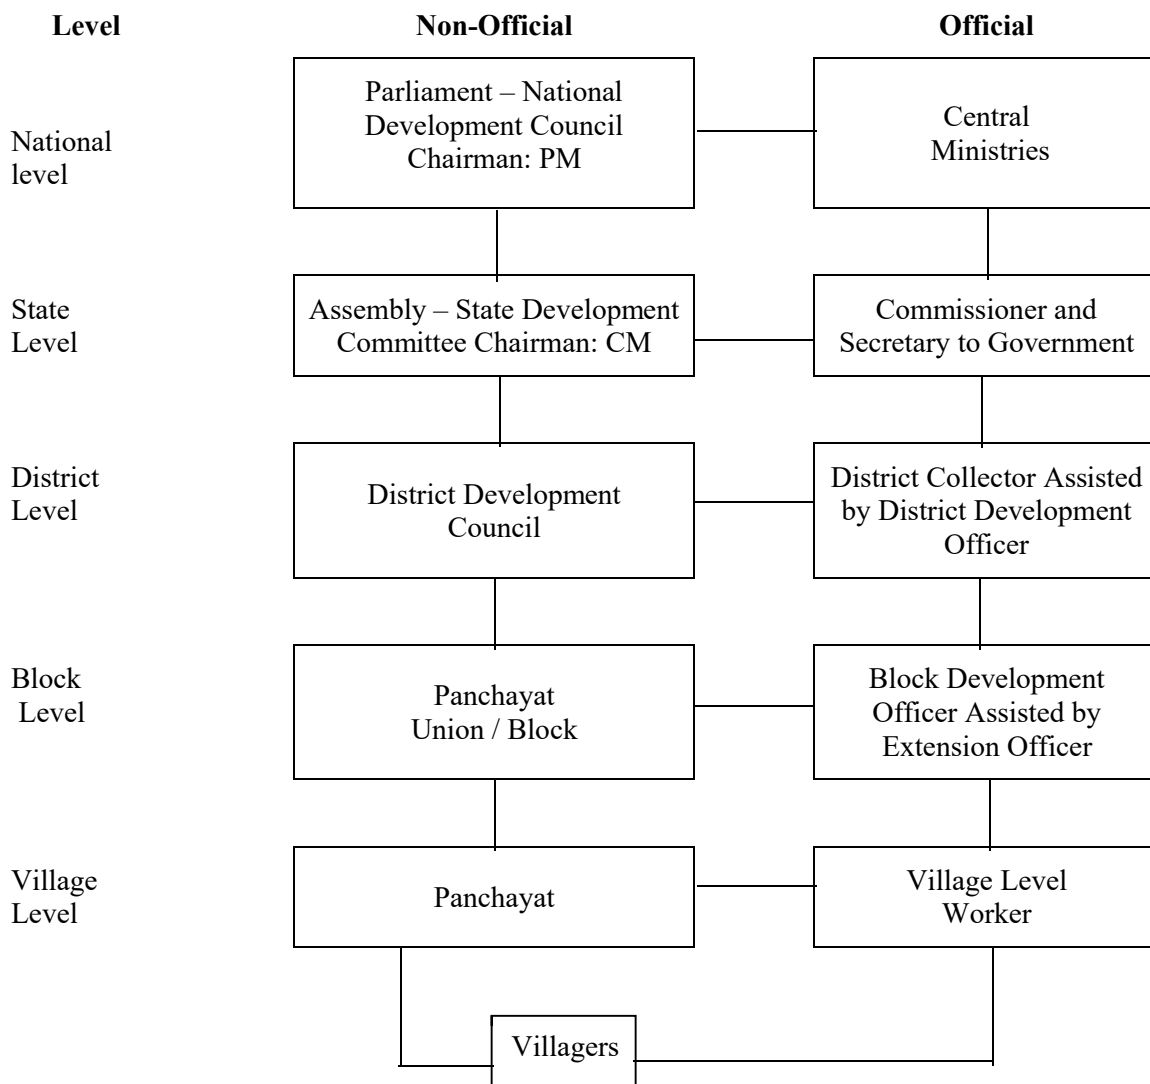 Level Non-Official Official
National
level
Parliament – National
Development Council
Chairman: PM
Central
Ministries
State
Level
Assembly – State Development
Committee Chairman: CM
Commissioner and
Secretary to Government
District
Level
District Development
Council
District Collector Assisted
by District Development
Officer
Block
Level
Panchayat
Union / Block
Block Development
Officer Assisted by
Extension Officer
Village
Level
Panchayat
Village Level
Worker
Villagers